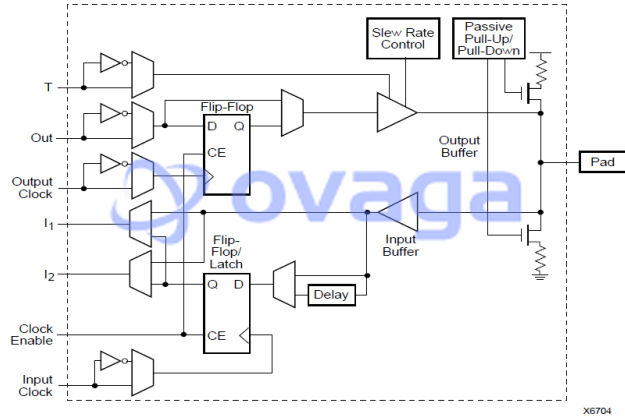 Slew Rate
Control
Passive
Pull-Up/
Pull-Down
T
Flip-Flop
Out
D
Q
CE
Output
Buffer
Pad
Output
Clock
ovaga
I1
Flip-
Flop/
Latch
Input
Buffer
I2
Q
D
Delay
Clock
Enable
CE
Input
Clock
X6704